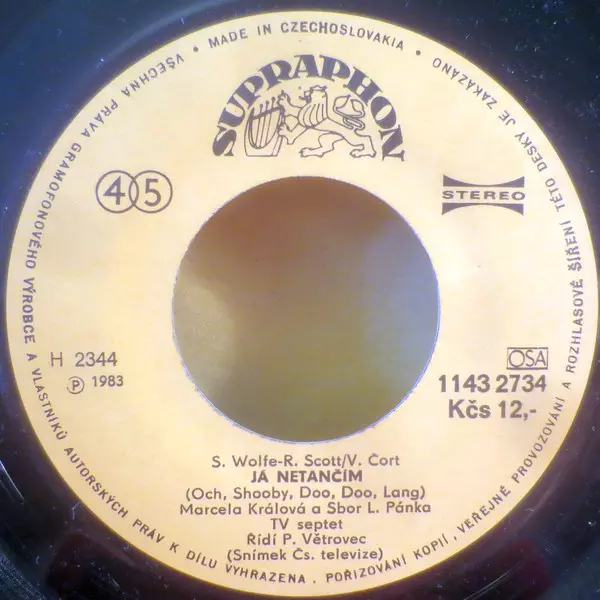 VŠECHNA PRÁVA GRAMOFONOVÉHO VÝROBCE A VLASTNÍKŮ AUTORSKÝCH PRÁV K DÍLU VYHRAZENA. POŘIZOVÁNÍ KOPIÍ, VEŘEJNÉ PROVOZOVÁNÍ A ROZHLASOVÉ ŠÍŘENÍ TÉTO DESKY JE ZAKÁZÁNO • MADE IN CZECHOSLOVAKIA •
SUPRAPHON
45
STEREO
H 2344
℗ 1983
OSA
1143 2734
Kčs 12,-
S. Wolfe-R. Scott/V. Čort
JÁ NETANČÍM
(Och, Shooby, Doo, Doo, Lang)
Marcela Králová a Sbor L. Pánka
TV septet
Řídí P. Větrovec
(Snímek Čs. televize)